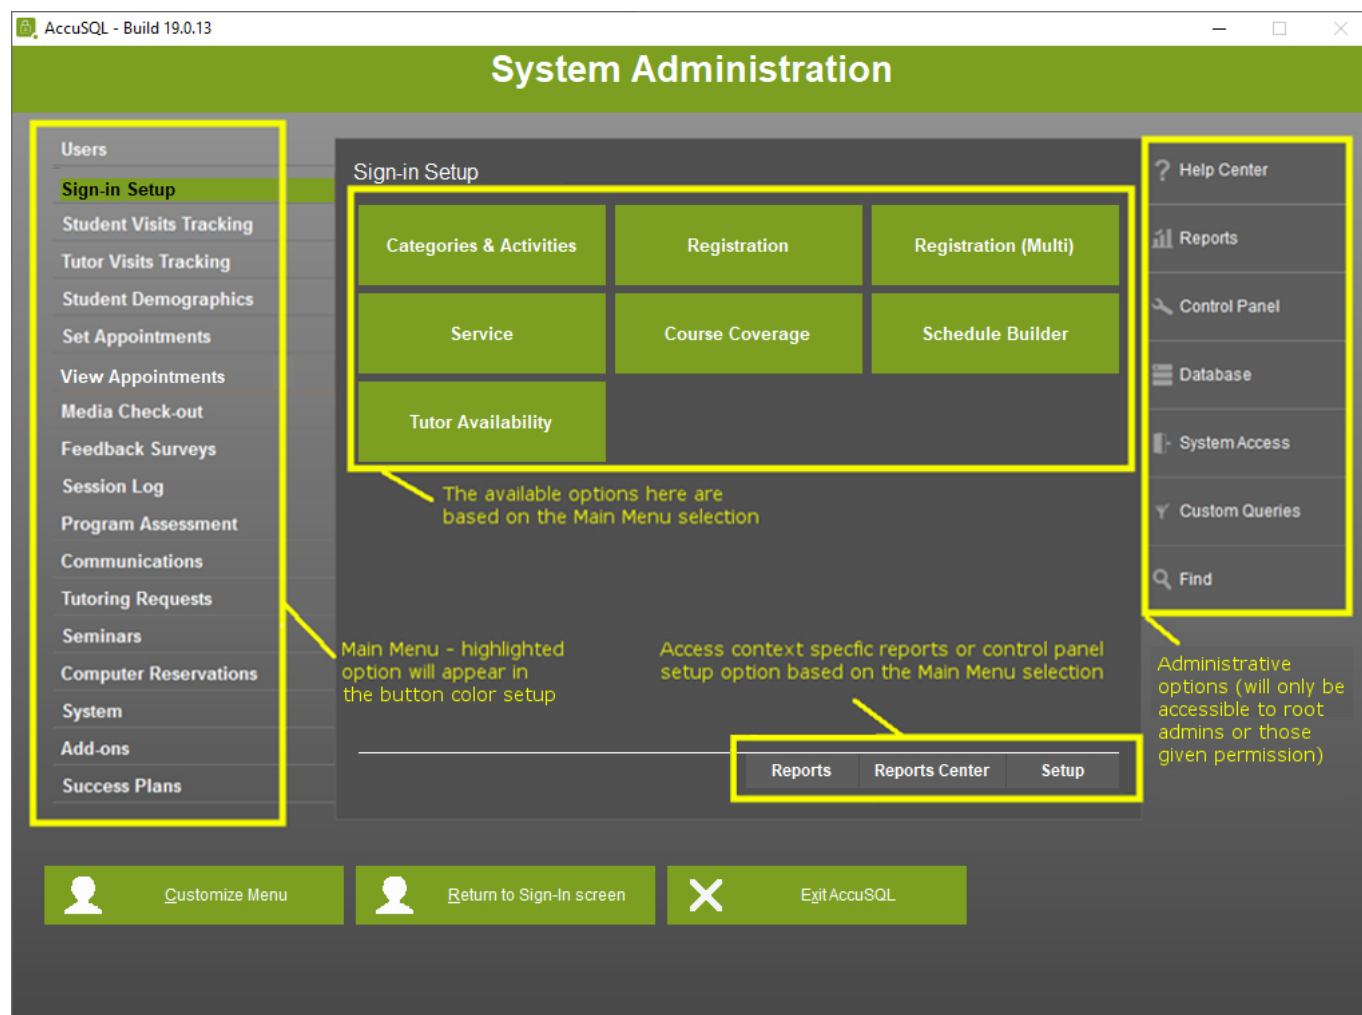 AccuSQL - Build 19.0.13
System Administration
Users
Sign-in Setup
Student Visits Tracking
Tutor Visits Tracking
Student Demographics
Set Appointments
View Appointments
Media Check-out
Feedback Surveys
Session Log
Program Assessment
Communications
Tutoring Requests
Seminars
Computer Reservations
System
Add-ons
Success Plans
Sign-in Setup
Categories & Activities
Registration
Registration (Multi)
Service
Course Coverage
Schedule Builder
Tutor Availability
The available options here are
based on the Main Menu selection
Main Menu - highlighted
option will appear in
the button color setup
Access context specfic reports or control panel
setup option based on the Main Menu selection
Reports
Reports Center
Setup
Help Center
Reports
Control Panel
Database
System Access
Custom Queries
Find
Administrative
options (will only be
accessible to root
admins or those
given permission)
Customize Menu
Return to Sign-In screen
Exit AccuSQL